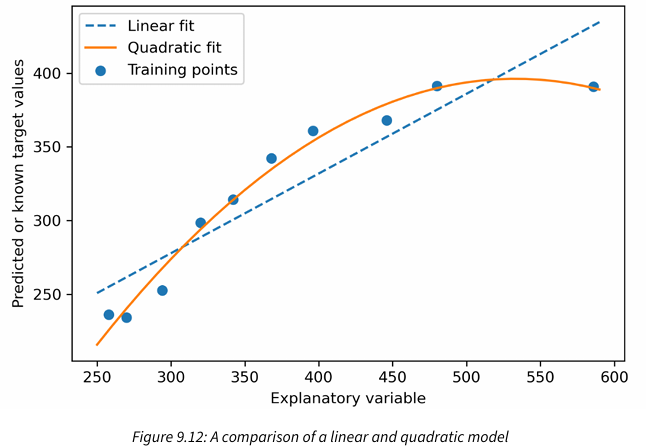 Linear fit
Quadratic fit
Training points
Predicted or known target values
400
350
300
250
250 300 350 400 450 500 550 600
Explanatory variable
Figure 9.12: A comparison of a linear and quadratic model